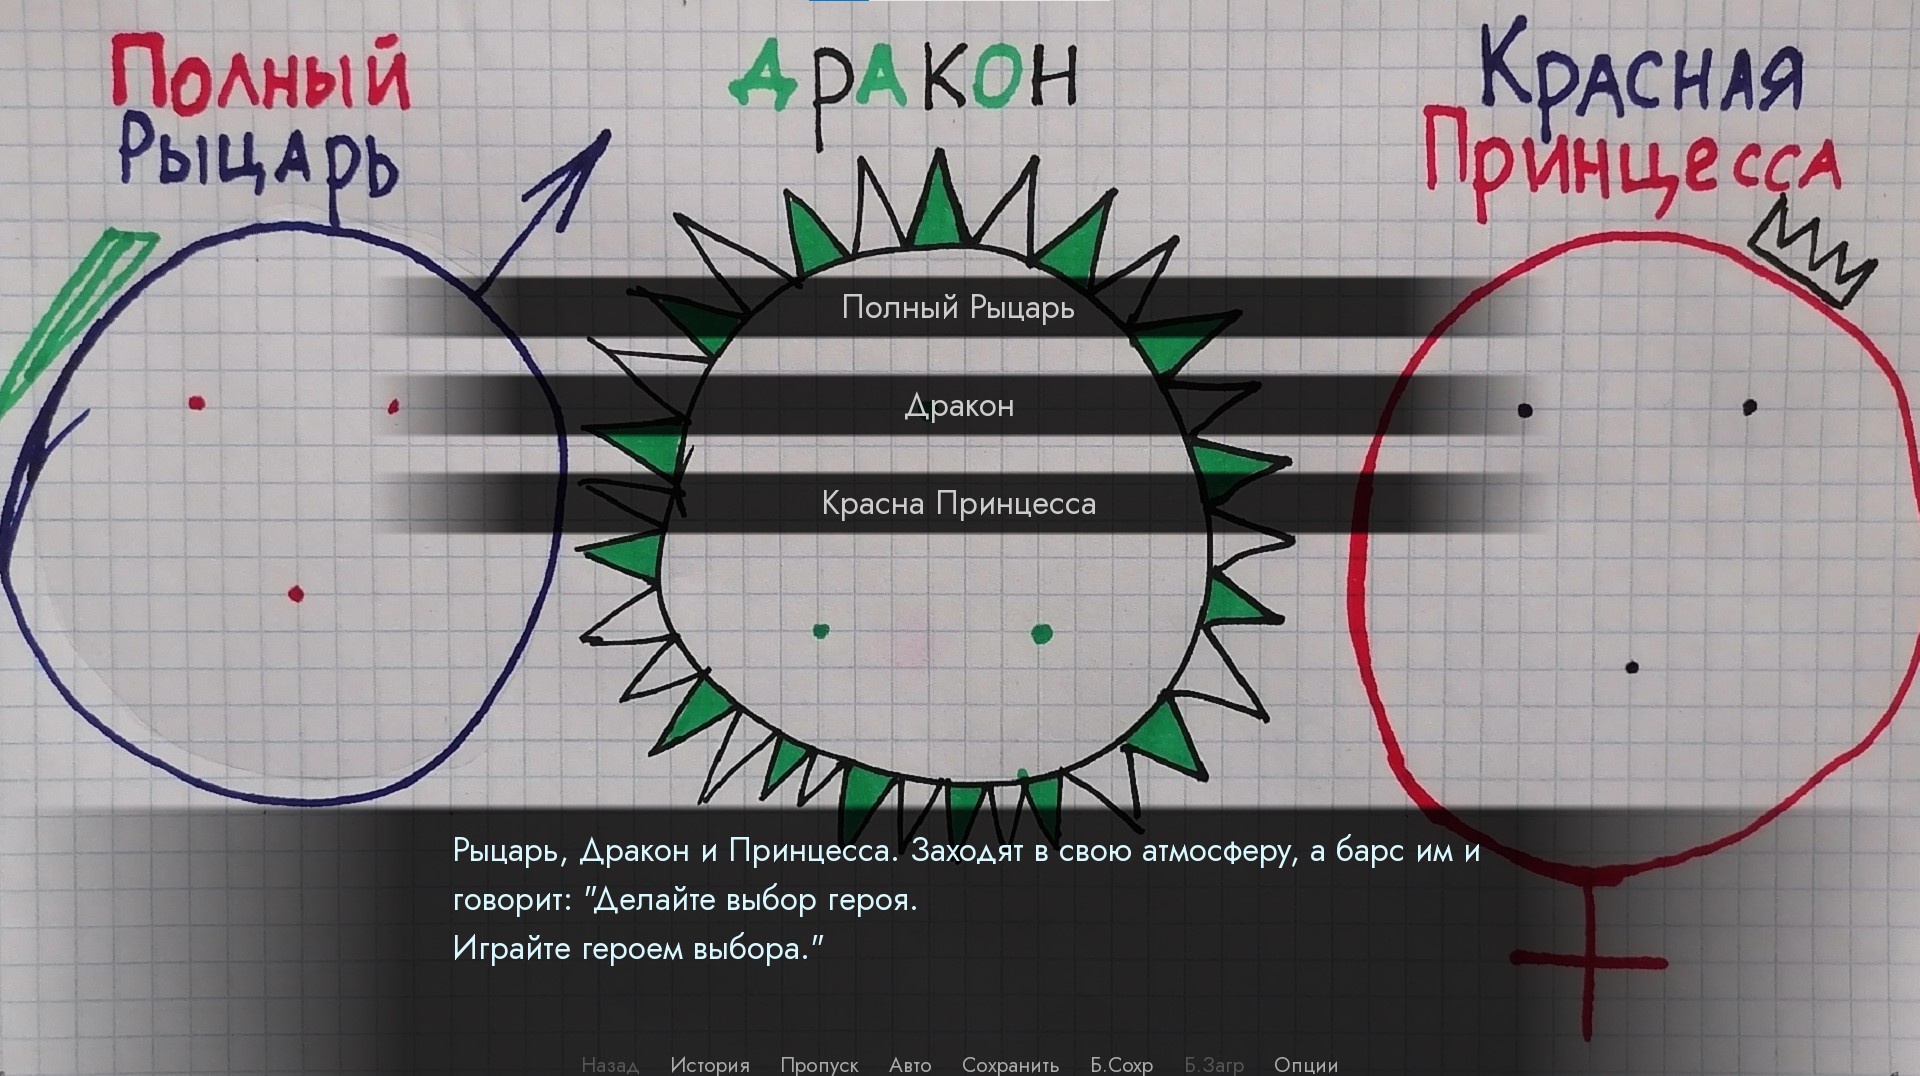 Полный
Рыцарь
Дракон
Красная
Принцесса
Полный Рыцарь
Дракон
Красна Принцесса
Рыцарь, Дракон и Принцесса. Заходят в свою атмосферу, а барс им и
говорит: "Делайте выбор героя.
Играйте героем выбора."
Назад История Пропуск Авто Сохранить Б.Сохр Б.Загр Опции